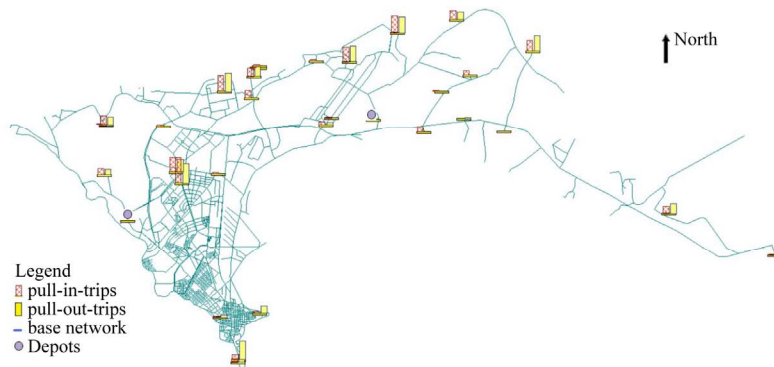 North
Legend
pull-in-trips
pull-out-trips
base network
Depots